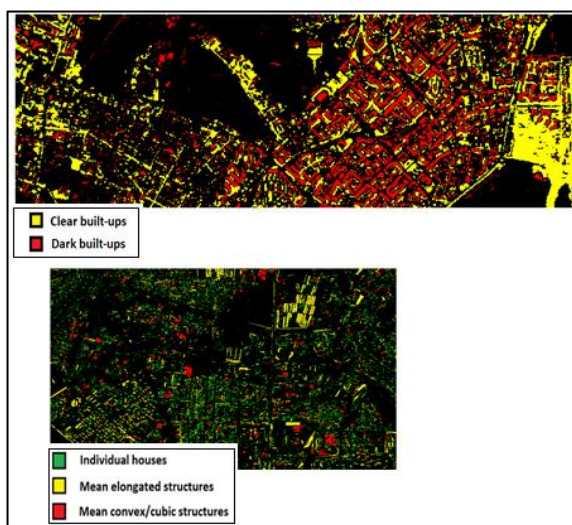 Clear built-ups
Dark built-ups
Individual houses
Mean elongated structures
Mean convex/cubic structures